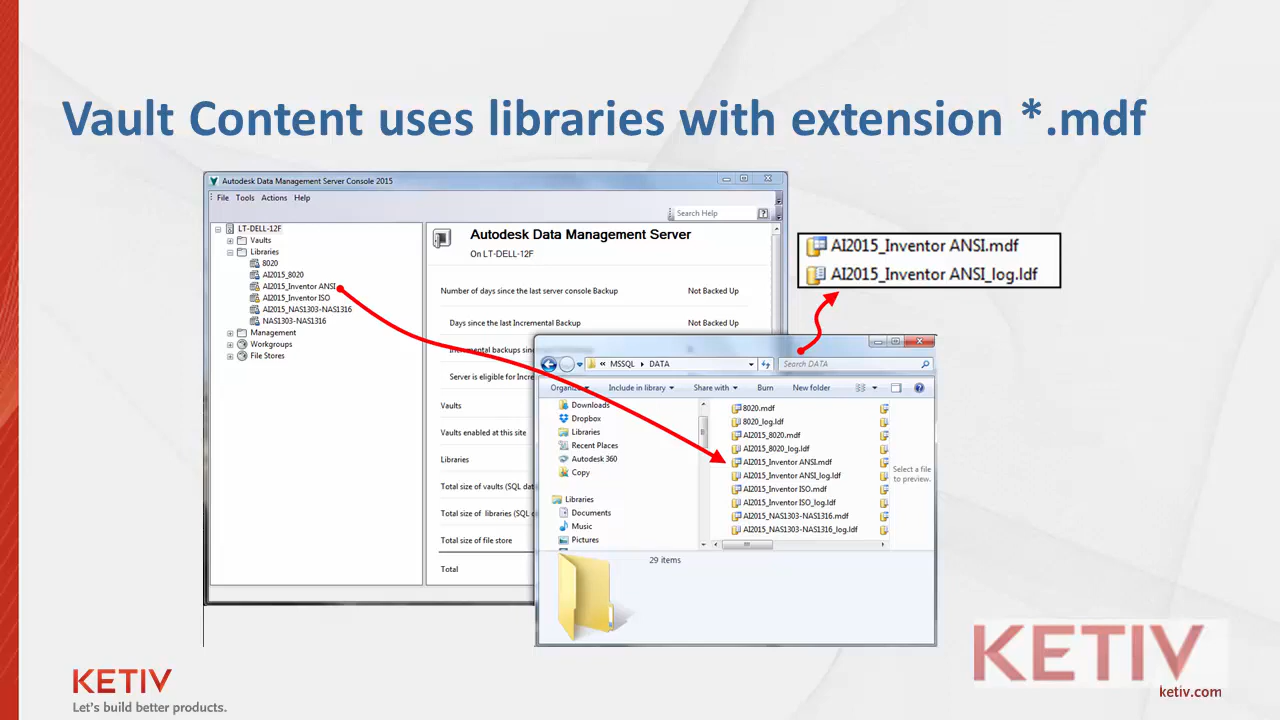 Vault Content uses libraries with extension *.mdf
Autodesk Data Management Server Console 2015
File Tools Actions Help
Search Help
LT-DELL-12F
Vaults
Libraries
8020
AI2015_8020
AI2015_Inventor ANSI
AI2015_Inventor ISO
AI2015_NAS1303-NAS1316
NAS1303-NAS1316
Management
Workgroups
File Stores
Autodesk Data Management Server
On LT-DELL-12F
Number of days since the last server console Backup Not Backed Up
Days since the last Incremental Backup Not Backed Up
Incremental backups since
Server is eligible for Incre
Vaults
Vaults enabled at this site
Libraries
Total size of vaults (SQL dat
Total size of libraries (SQL
Total size of file store
Total
AI2015_Inventor ANSI.mdf
AI2015_Inventor ANSI_log.ldf
« MSSQL DATA
Search DATA
Organize Include in library Share with Burn New folder
Downloads
Dropbox
Libraries
Recent Places
Autodesk 360
Copy
Libraries
Documents
Music
Pictures
8020.mdf
8020_log.ldf
AI2015_8020.mdf
AI2015_8020_log.ldf
AI2015_Inventor ANSI.mdf
AI2015_Inventor ANSI_log.ldf
AI2015_Inventor ISO.mdf
AI2015_Inventor ISO_log.ldf
AI2015_NAS1303-NAS1316.mdf
AI2015_NAS1303-NAS1316_log.ldf
Select a file
to preview.
29 items
KETIV
Let's build better products.
KETIV
ketiv.com